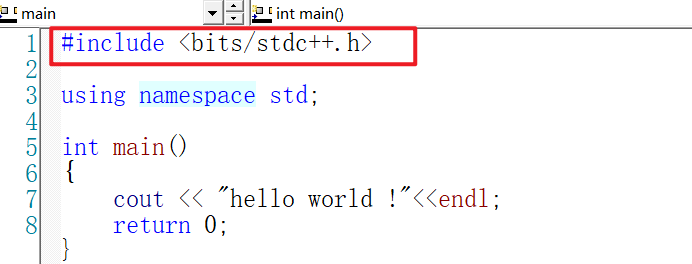 main int main()
1 #include <bits/stdc++.h>
2
3 using namespace std;
4
5 int main()
6 {
7 cout << "hello world !"<<endl;
8 return 0;
}